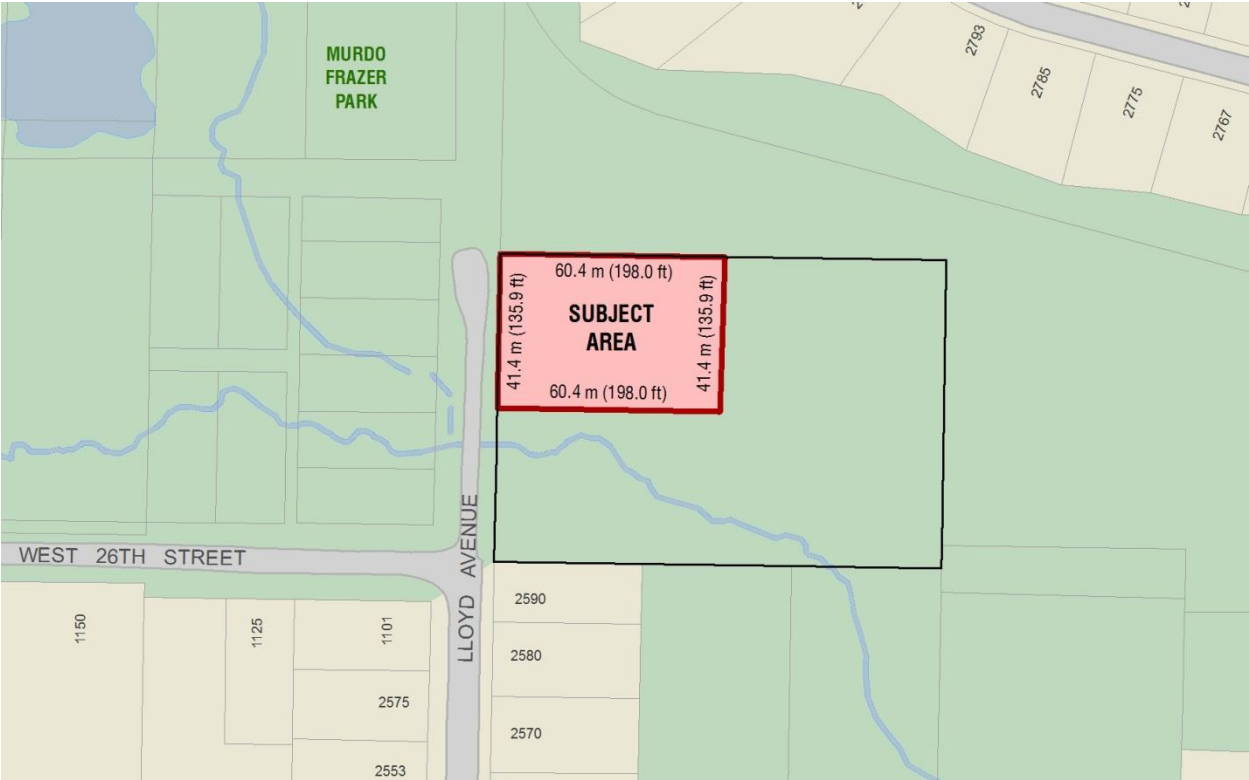 MURDO
FRAZER
PARK
2793
2785
2775
2767
60.4 m (198.0 ft)
41.4 m (135.9 ft)
SUBJECT
AREA
41.4 m (135.9 ft)
60.4 m (198.0 ft)
WEST 26TH STREET
LLOYD AVENUE
1150
1125
1101
2590
2580
2575
2570
2553